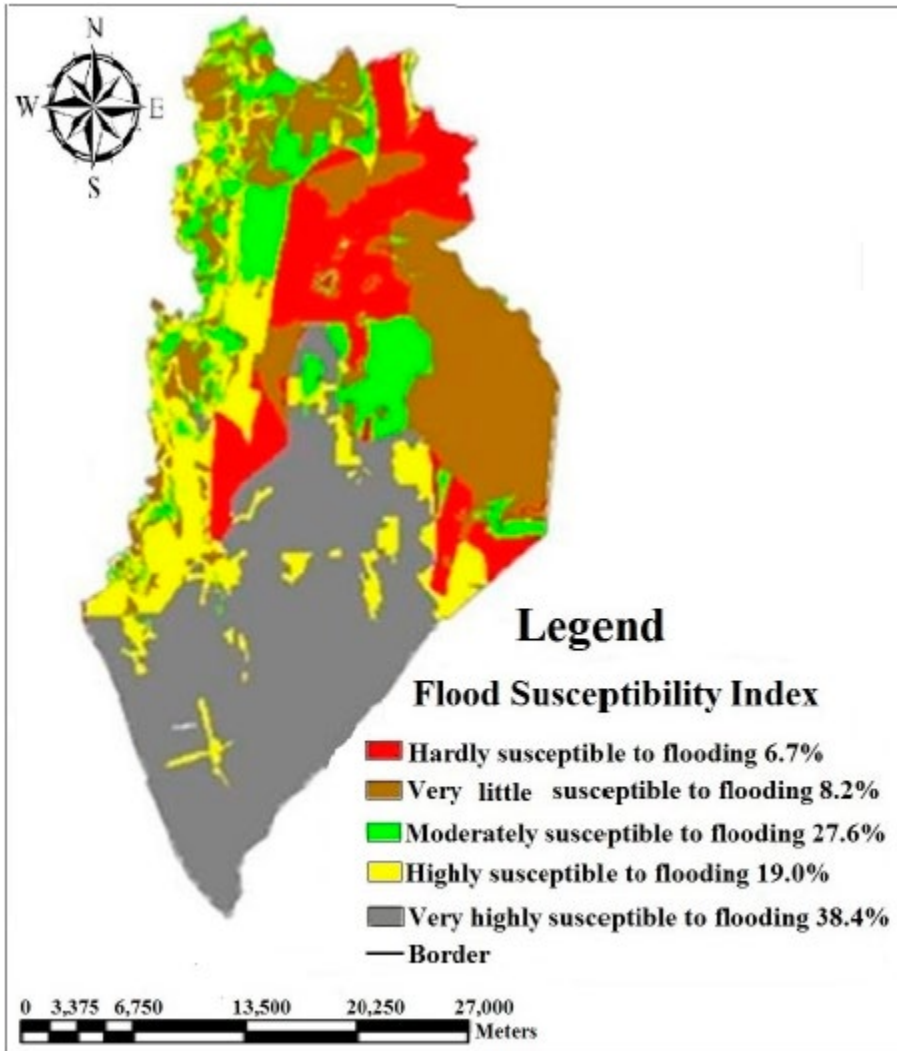 N
W E
S
Legend
Flood Susceptibility Index
Hardly susceptible to flooding 6.7%
Very little susceptible to flooding 8.2%
Moderately susceptible to flooding 27.6%
Highly susceptible to flooding 19.0%
Very highly susceptible to flooding 38.4%
Border
0 3,375 6,750 13,500 20,250 27,000
Meters